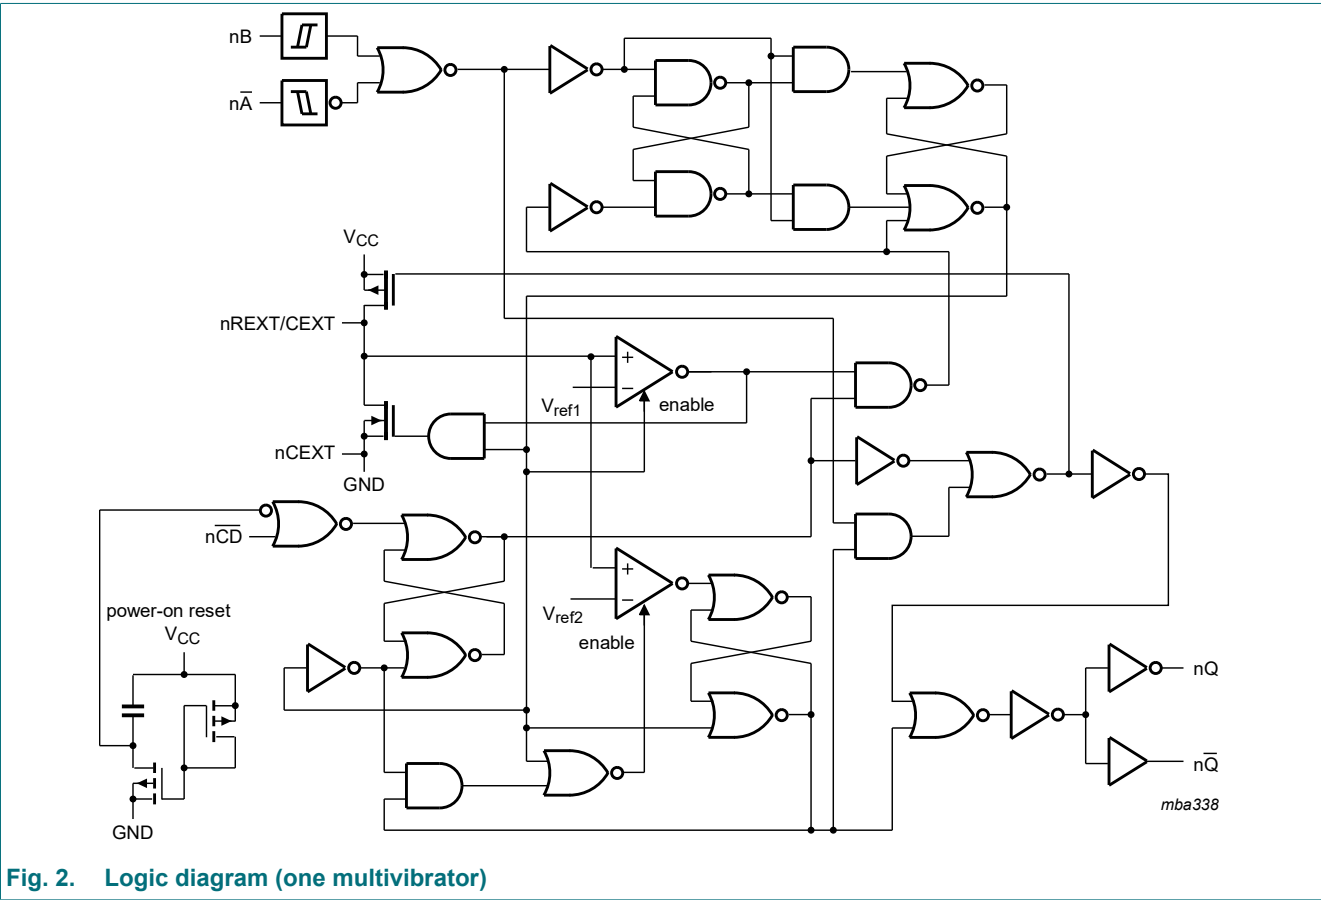 nB
nA̅
VCC
nREXT/CEXT
+
−
Vref1
enable
nCEXT
GND
nC̅D̅
+
−
Vref2
enable
power-on reset
VCC
GND
nQ
nQ̅
mba338
Fig. 2. Logic diagram (one multivibrator)